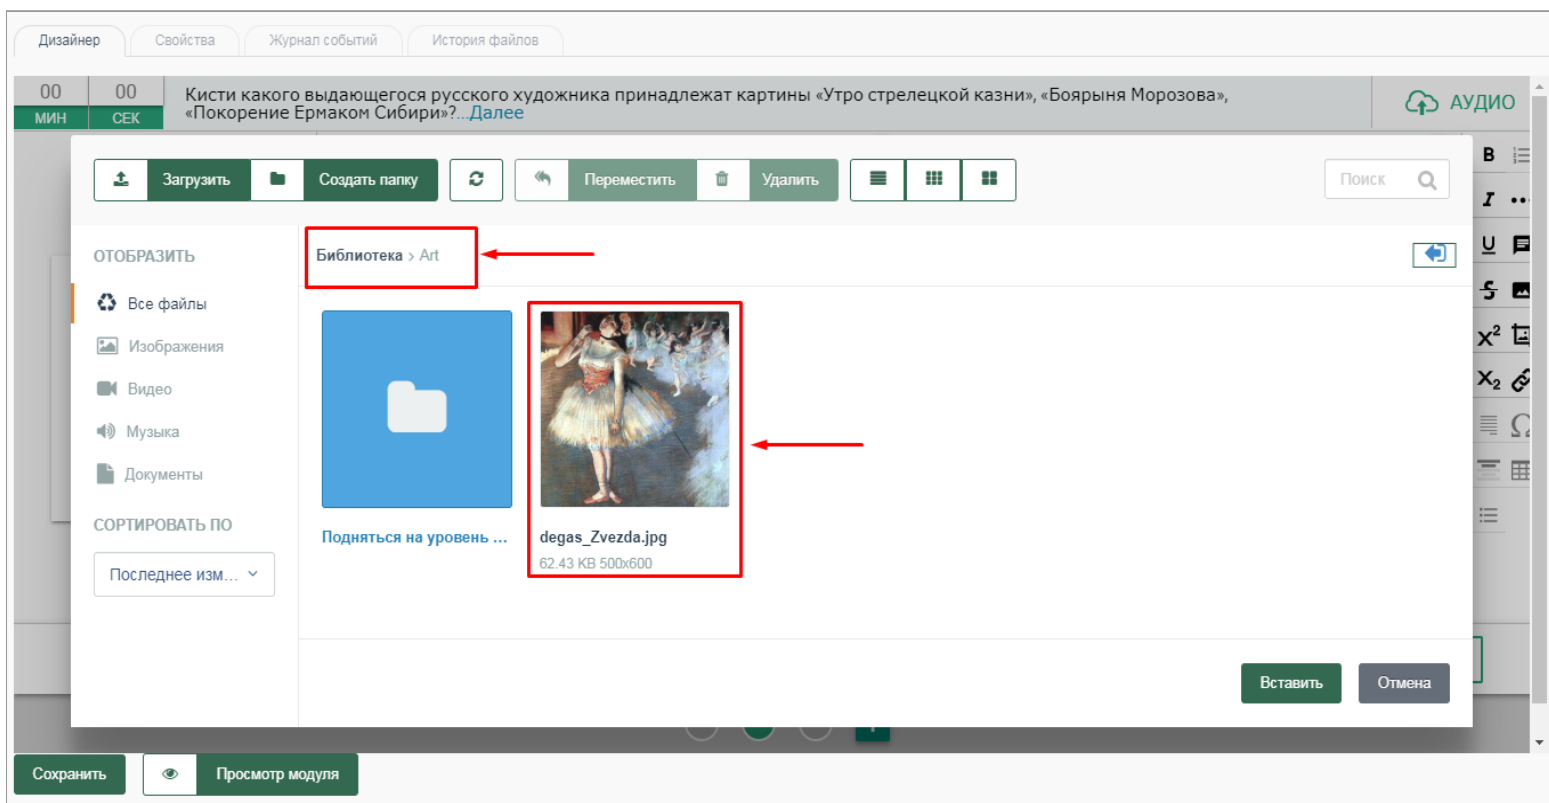 Дизайнер Свойства Журнал событий История файлов
00 00
МИН СЕК
Кисти какого выдающегося русского художника принадлежат картины «Утро стрелецкой казни», «Боярыня Морозова»,
«Покорение Ермаком Сибири»?...Далее
АУДИО
Загрузить Создать папку Переместить Удалить Поиск
ОТОБРАЗИТЬ
Все файлы
Изображения
Видео
Музыка
Документы
СОРТИРОВАТЬ ПО
Последнее изм...
Библиотека > Art
Подняться на уровень ...
degas_Zvezda.jpg
62.43 KB 500x600
Вставить Отмена
B
I
U
S
X²
X₂
Ω
Сохранить Просмотр модуля